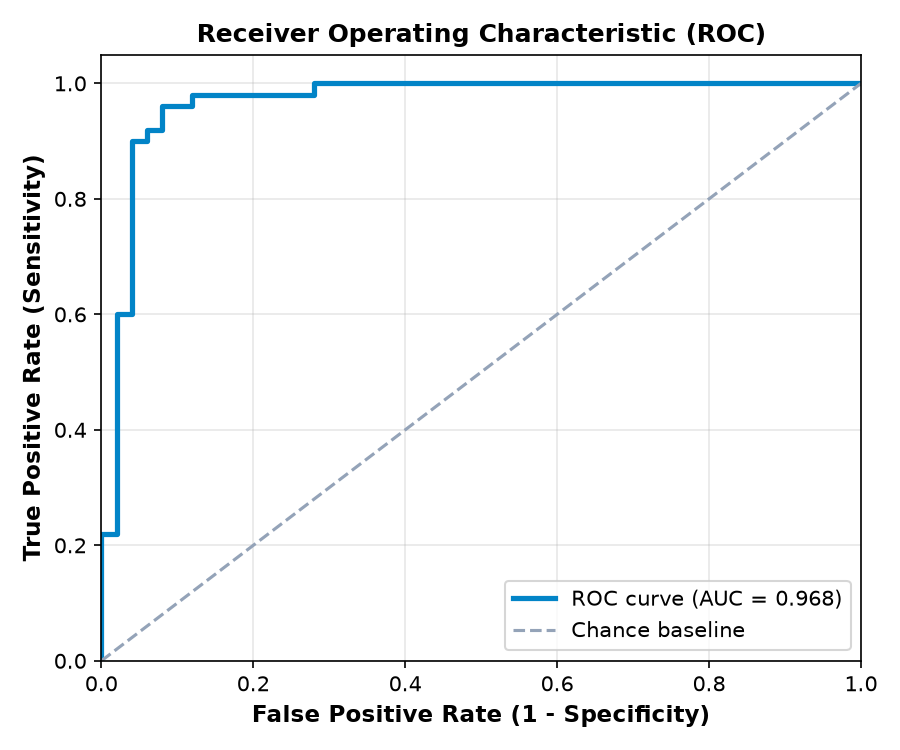 Receiver Operating Characteristic (ROC)
True Positive Rate (Sensitivity)
1.0
0.8
0.6
0.4
0.2
0.0
ROC curve (AUC = 0.968)
Chance baseline
0.0 0.2 0.4 0.6 0.8 1.0
False Positive Rate (1 - Specificity)